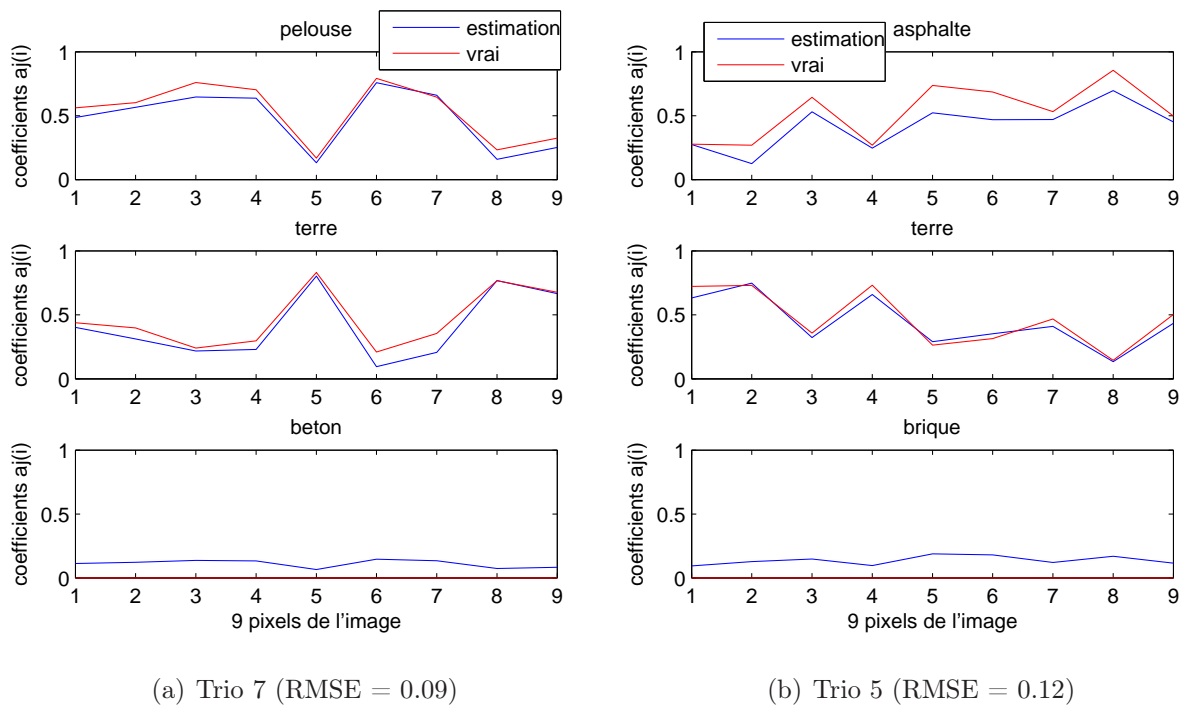 pelouse
estimation
vrai
coefficients aj(i)
1
0.5
0
1 2 3 4 5 6 7 8 9
terre
coefficients aj(i)
1
0.5
0
1 2 3 4 5 6 7 8 9
beton
coefficients aj(i)
1
0.5
0
1 2 3 4 5 6 7 8 9
9 pixels de l'image
(a) Trio 7 (RMSE = 0.09)
asphalte
estimation
vrai
coefficients aj(i)
1
0.5
0
1 2 3 4 5 6 7 8 9
terre
coefficients aj(i)
1
0.5
0
1 2 3 4 5 6 7 8 9
brique
coefficients aj(i)
1
0.5
0
1 2 3 4 5 6 7 8 9
9 pixels de l'image
(b) Trio 5 (RMSE = 0.12)